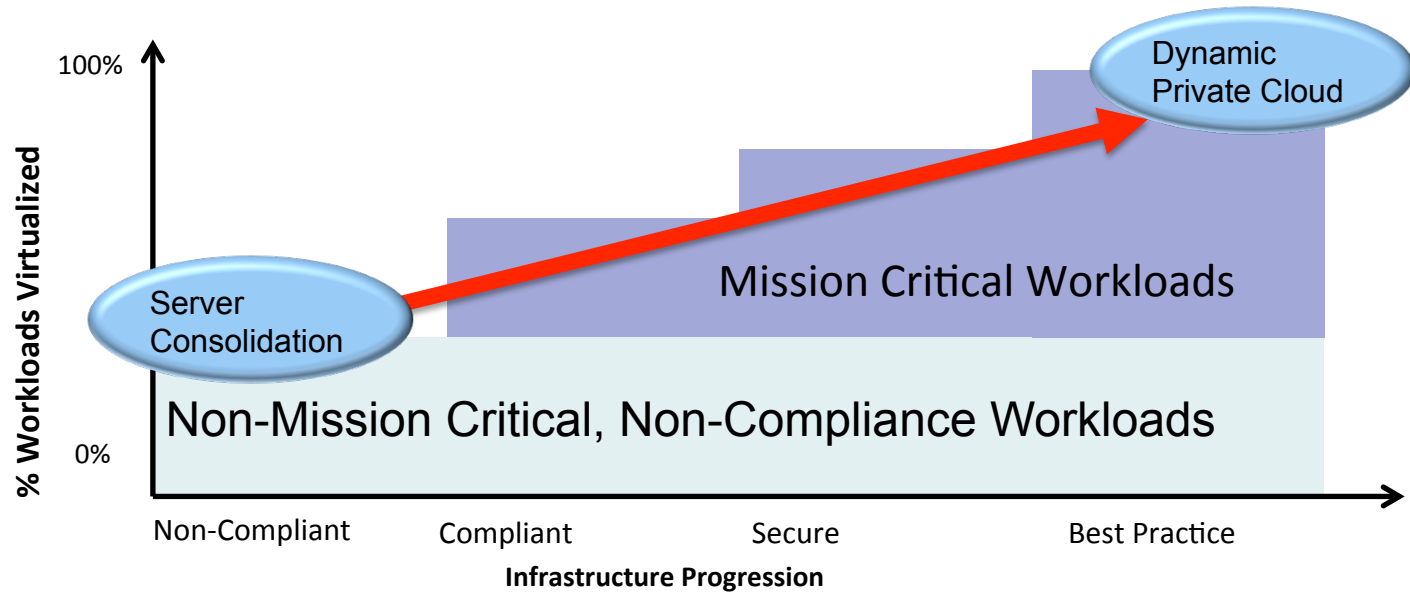 100%
Dynamic
Private Cloud
% Workloads Virtualized
Mission Critical Workloads
Server
Consolidation
Non-Mission Critical, Non-Compliance Workloads
0%
Non-Compliant
Compliant
Secure
Best Practice
Infrastructure Progression